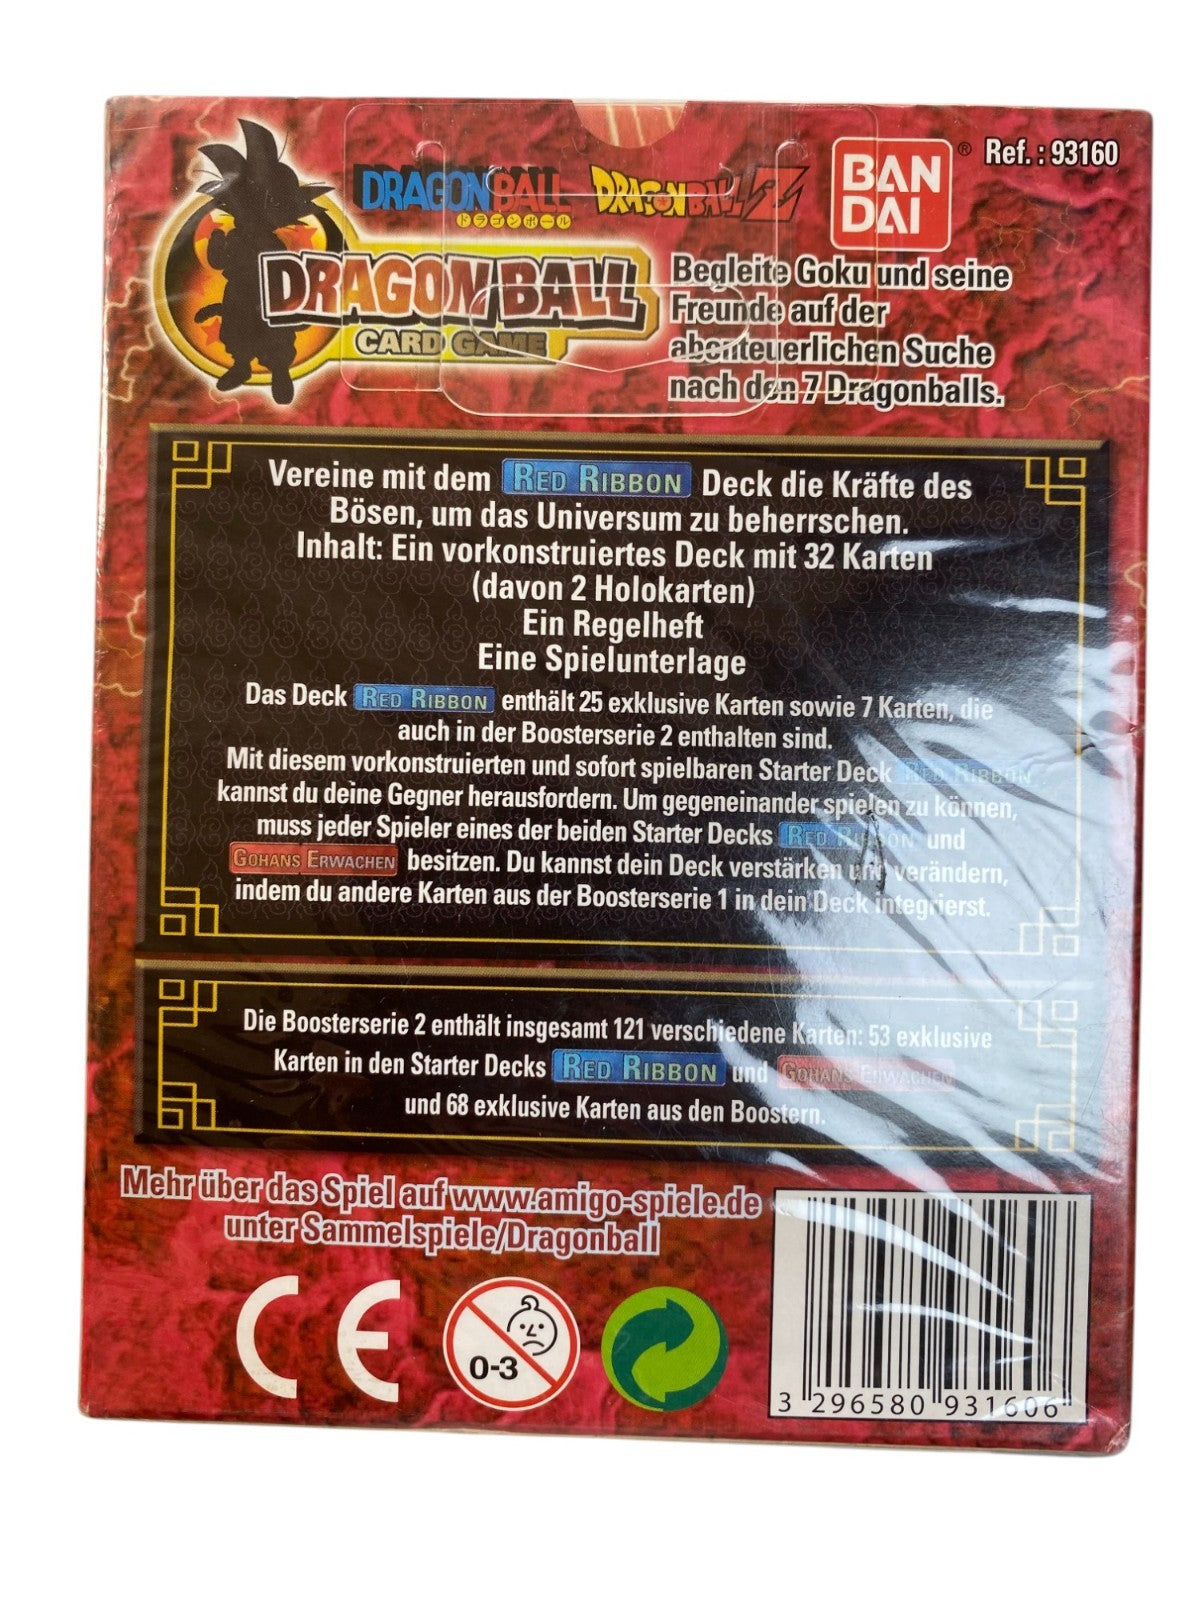 DRAGON BALL
ドラゴンボール
DRAGON BALL Z
BAN
DAI
®
Ref. : 93160
DRAGON BALL
CARD GAME
Begleite Goku und seine
Freunde auf der
abenteuerlichen Suche
nach den 7 Dragonballs.
Vereine mit dem RED RIBBON Deck die Kräfte des
Bösen, um das Universum zu beherrschen.
Inhalt: Ein vorkonstruiertes Deck mit 32 Karten
(davon 2 Holokarten)
Ein Regelheft
Eine Spielunterlage
Das Deck RED RIBBON enthält 25 exklusive Karten sowie 7 Karten, die
auch in der Boosterserie 2 enthalten sind.
Mit diesem vorkonstruierten und sofort spielbaren Starter Deck RED RIBBON
kannst du deine Gegner herausfordern. Um gegeneinander spielen zu können,
muss jeder Spieler eines der beiden Starter Decks RED RIBBON und
GOHANS ERWACHEN besitzen. Du kannst dein Deck verstärken und verändern,
indem du andere Karten aus der Boosterserie 1 in dein Deck integrierst.
Die Boosterserie 2 enthält insgesamt 121 verschiedene Karten: 53 exklusive
Karten in den Starter Decks RED RIBBON und GOHANS ERWACHEN
und 68 exklusive Karten aus den Boostern.
Mehr über das Spiel auf www.amigo-spiele.de
unter Sammelspiele/Dragonball
CE
0-3
3 296580 931606